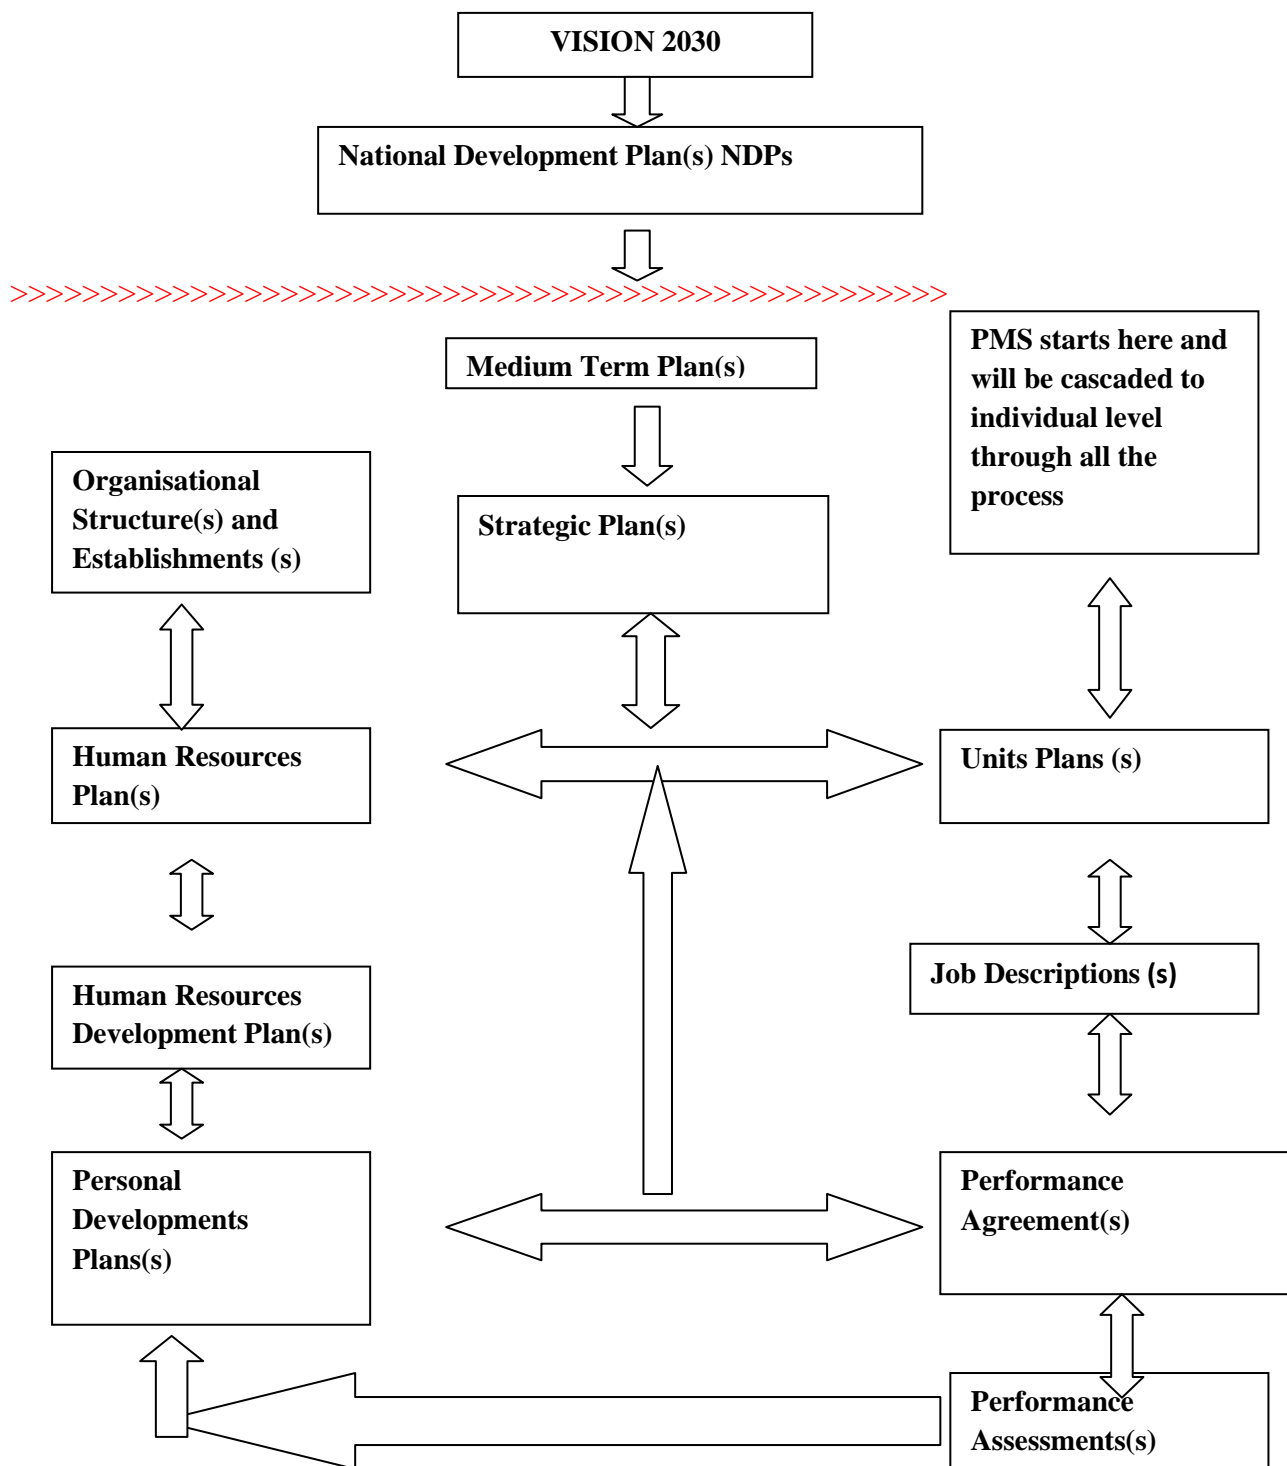 VISION 2030
National Development Plan(s) NDPs
>>>>>>>>>>>>>>>>>>>>>>>>>>>>>>>>>>>>>>>>>>>>>>>>>>>>
Medium Term Plan(s)
PMS starts here and
will be cascaded to
individual level
through all the
process
Organisational
Structure(s) and
Establishments (s)
Strategic Plan(s)
Human Resources
Plan(s)
Units Plans (s)
Human Resources
Development Plan(s)
Job Descriptions (s)
Personal
Developments
Plans(s)
Performance
Agreement(s)
Performance
Assessments(s)